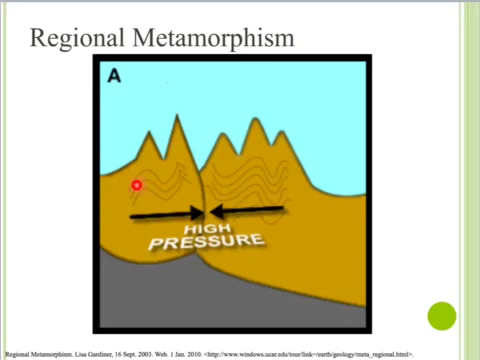 Regional Metamorphism
A
HIGH
PRESSURE
Regional Metamorphism. Lisa Gardiner, 16 Sept. 2003. Web. 1 Jan. 2010. <http://www.windows.ucar.edu/tour/link=/earth/geology/meta_regional.html>.